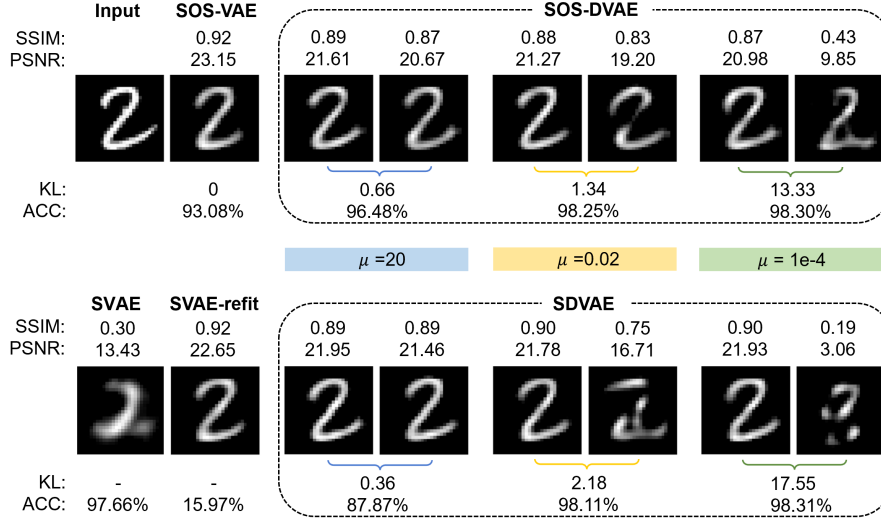 Input SOS-VAE SOS-DVAE
SSIM: 0.92 0.89 0.87 0.88 0.83 0.87 0.43
PSNR: 23.15 21.61 20.67 21.27 19.20 20.98 9.85
KL: 0 0.66 1.34 13.33
ACC: 93.08% 96.48% 98.25% 98.30%
μ =20 μ =0.02 μ = 1e-4
SVAE SVAE-refit SDVAE
SSIM: 0.30 0.92 0.89 0.89 0.90 0.75 0.90 0.19
PSNR: 13.43 22.65 21.95 21.46 21.78 16.71 21.93 3.06
KL: - - 0.36 2.18 17.55
ACC: 97.66% 15.97% 87.87% 98.11% 98.31%